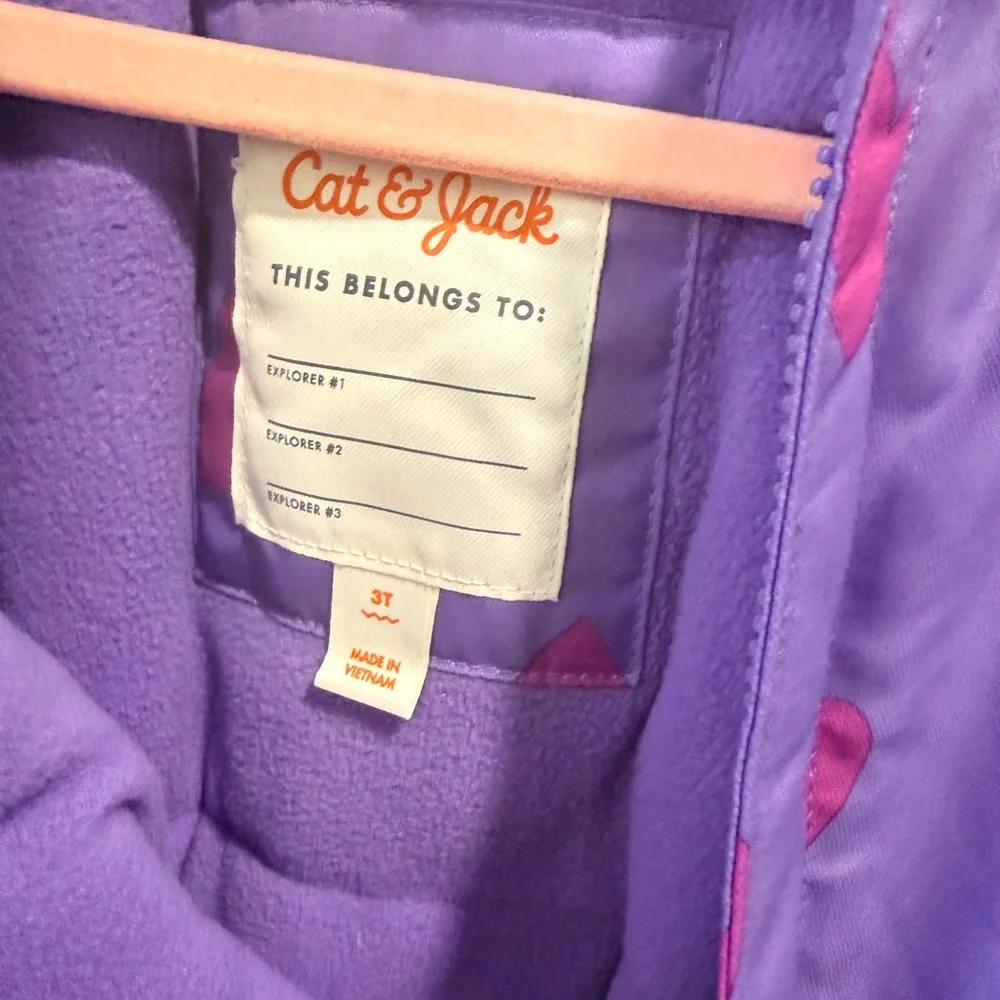 Cat & Jack
THIS BELONGS TO:
EXPLORER #1
EXPLORER #2
EXPLORER #3
3T
MADE IN
VIETNAM